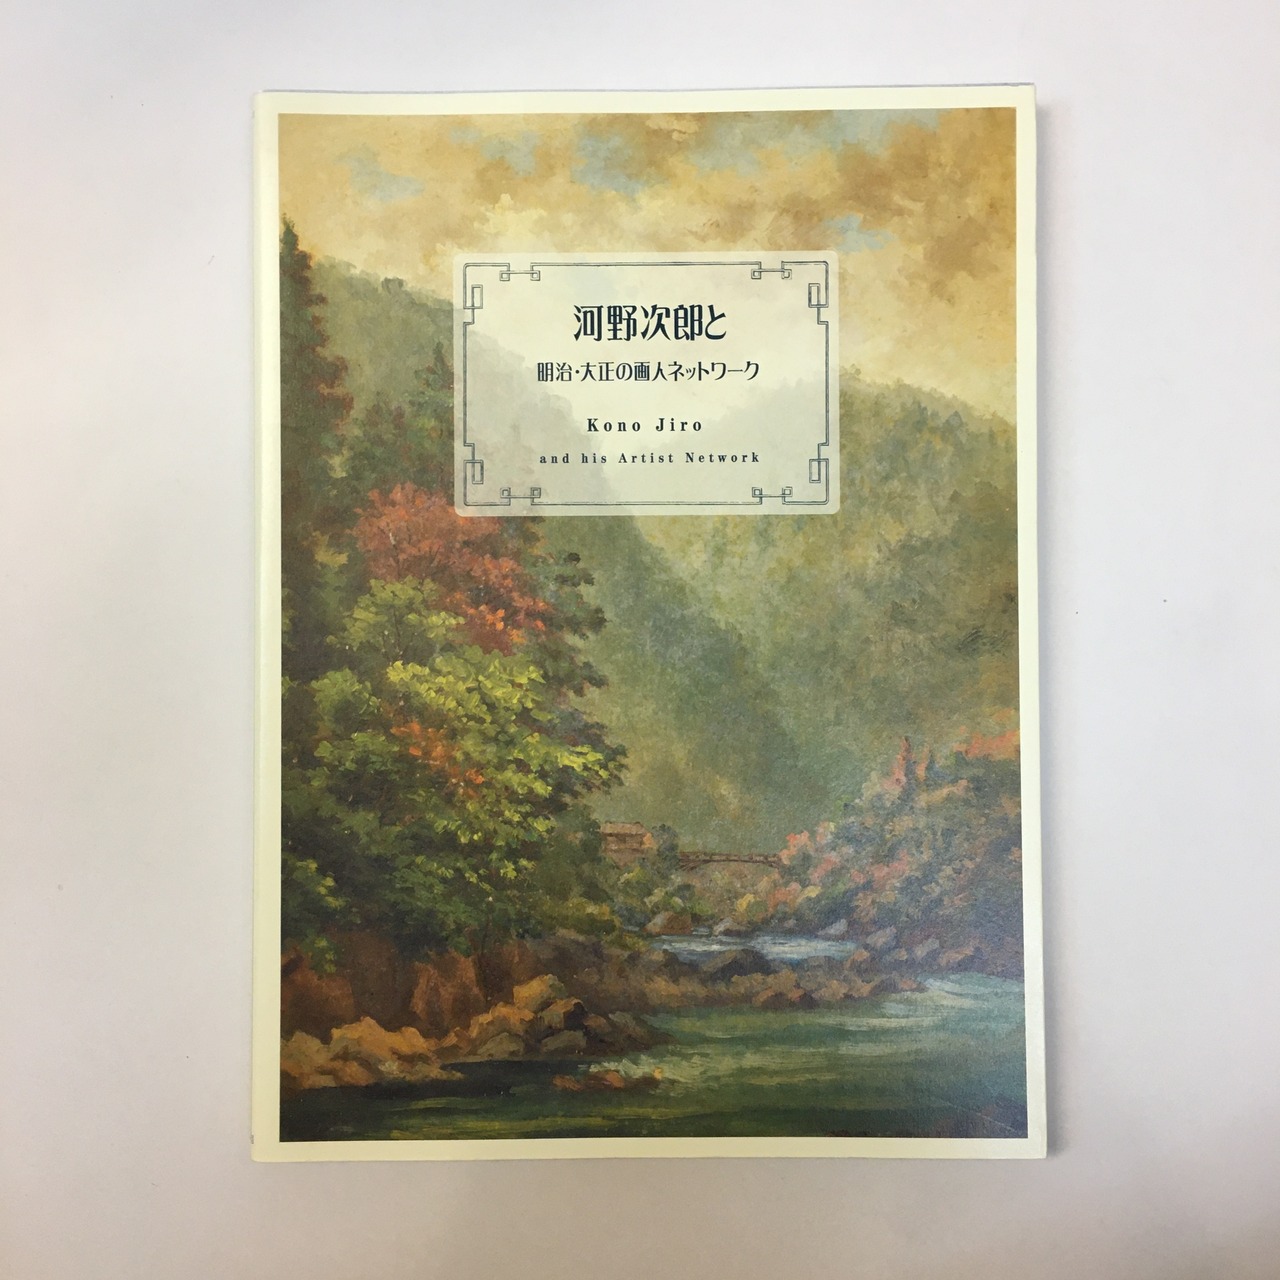 河野次郎と
明治・大正の画人ネットワーク
Kono Jiro
and his Artist Network